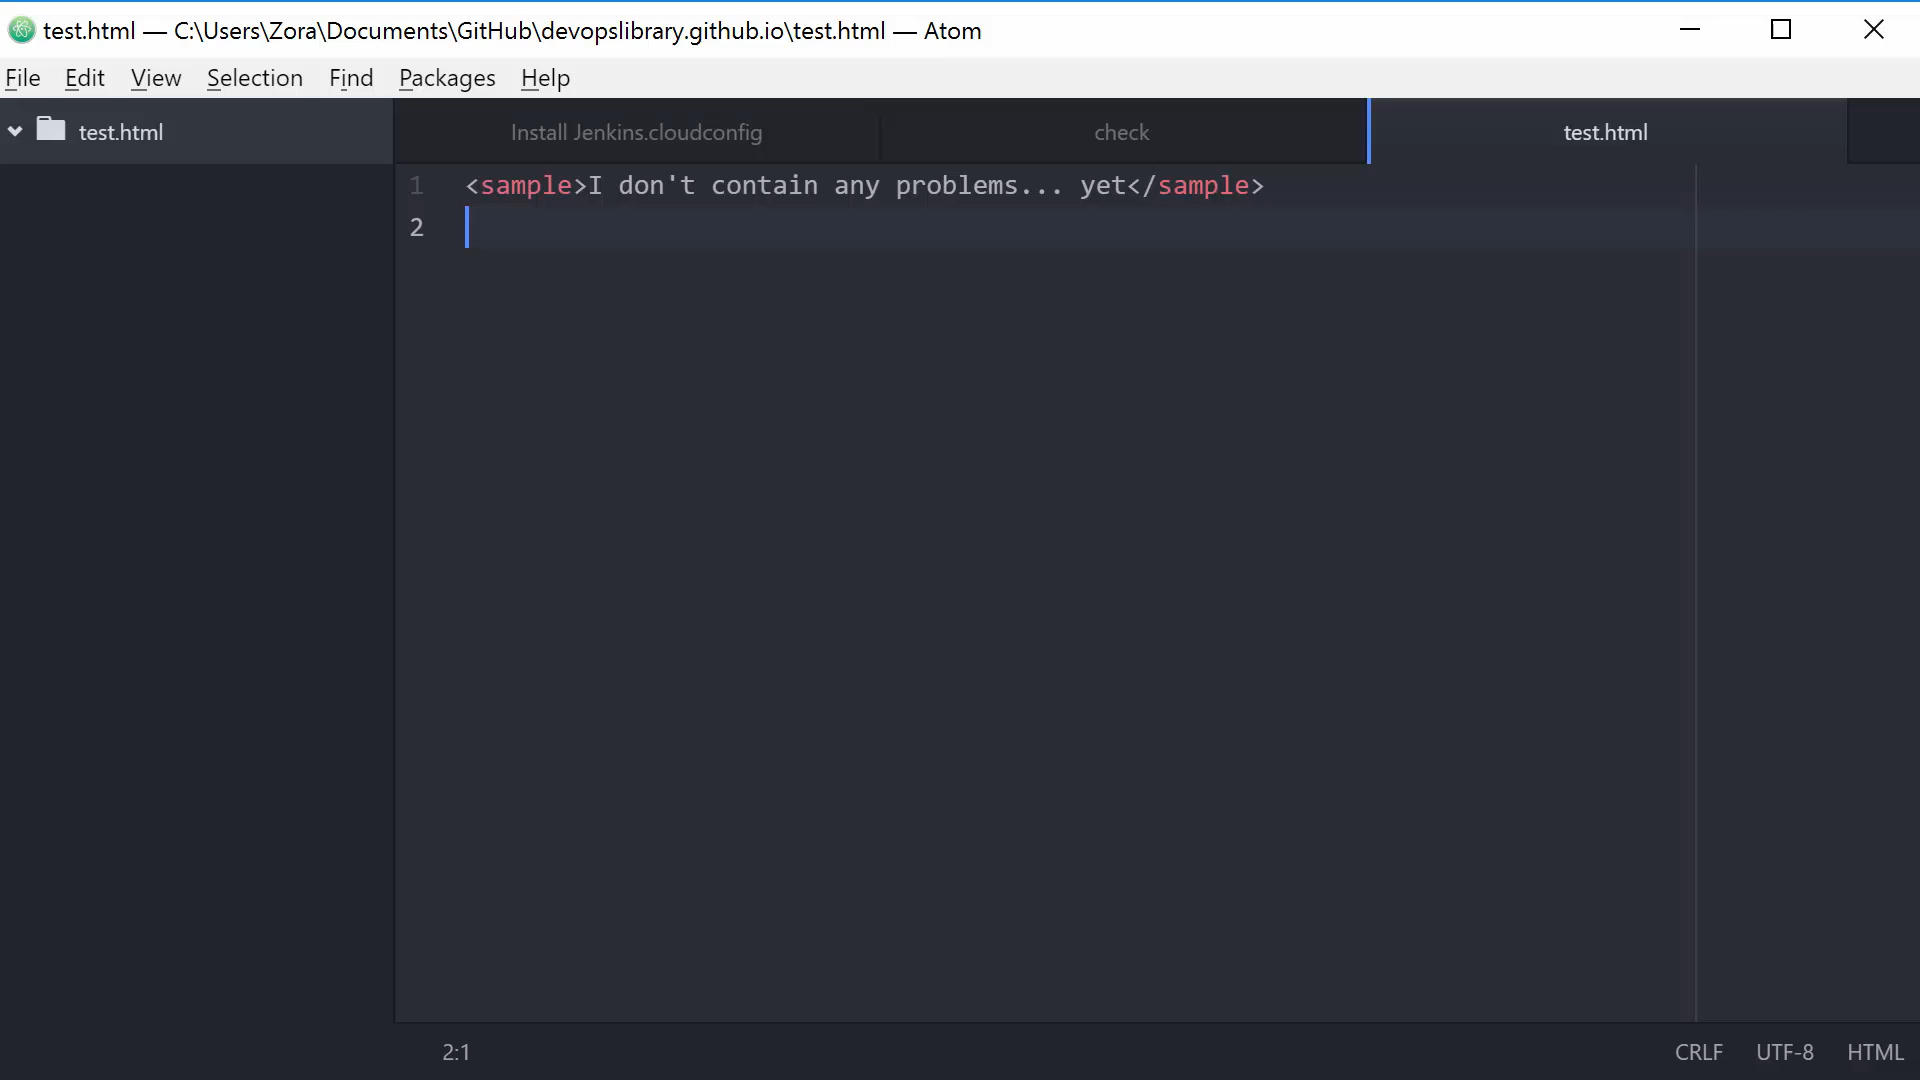 test.html — C:\Users\Zora\Documents\GitHub\devopslibrary.github.io\test.html — Atom
File Edit View Selection Find Packages Help
test.html
Install Jenkins.cloudconfig check test.html
1 <sample>I don't contain any problems... yet</sample>
2
2:1 CRLF UTF-8 HTML